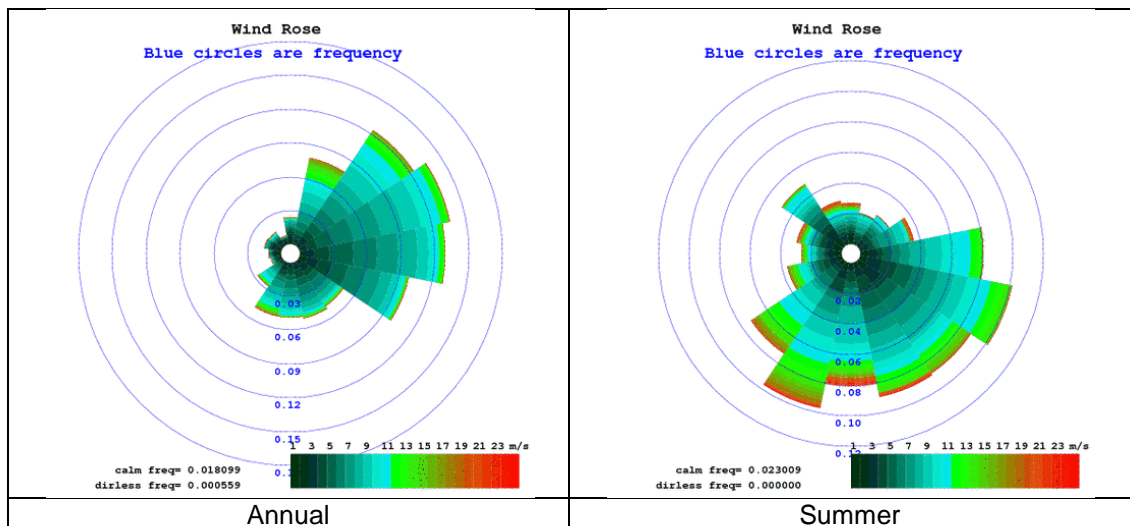 Wind Rose
Blue circles are frequency
0.03
0.06
0.09
0.12
0.15
1 3 5 7 9 11 13 15 17 19 21 23 m/s
calm freq= 0.018099
dirless freq= 0.000559
Annual
Wind Rose
Blue circles are frequency
0.02
0.04
0.06
0.08
0.10
1 3 5 7 9 11 13 15 17 19 21 23 m/s
calm freq= 0.023009
dirless freq= 0.000000
Summer